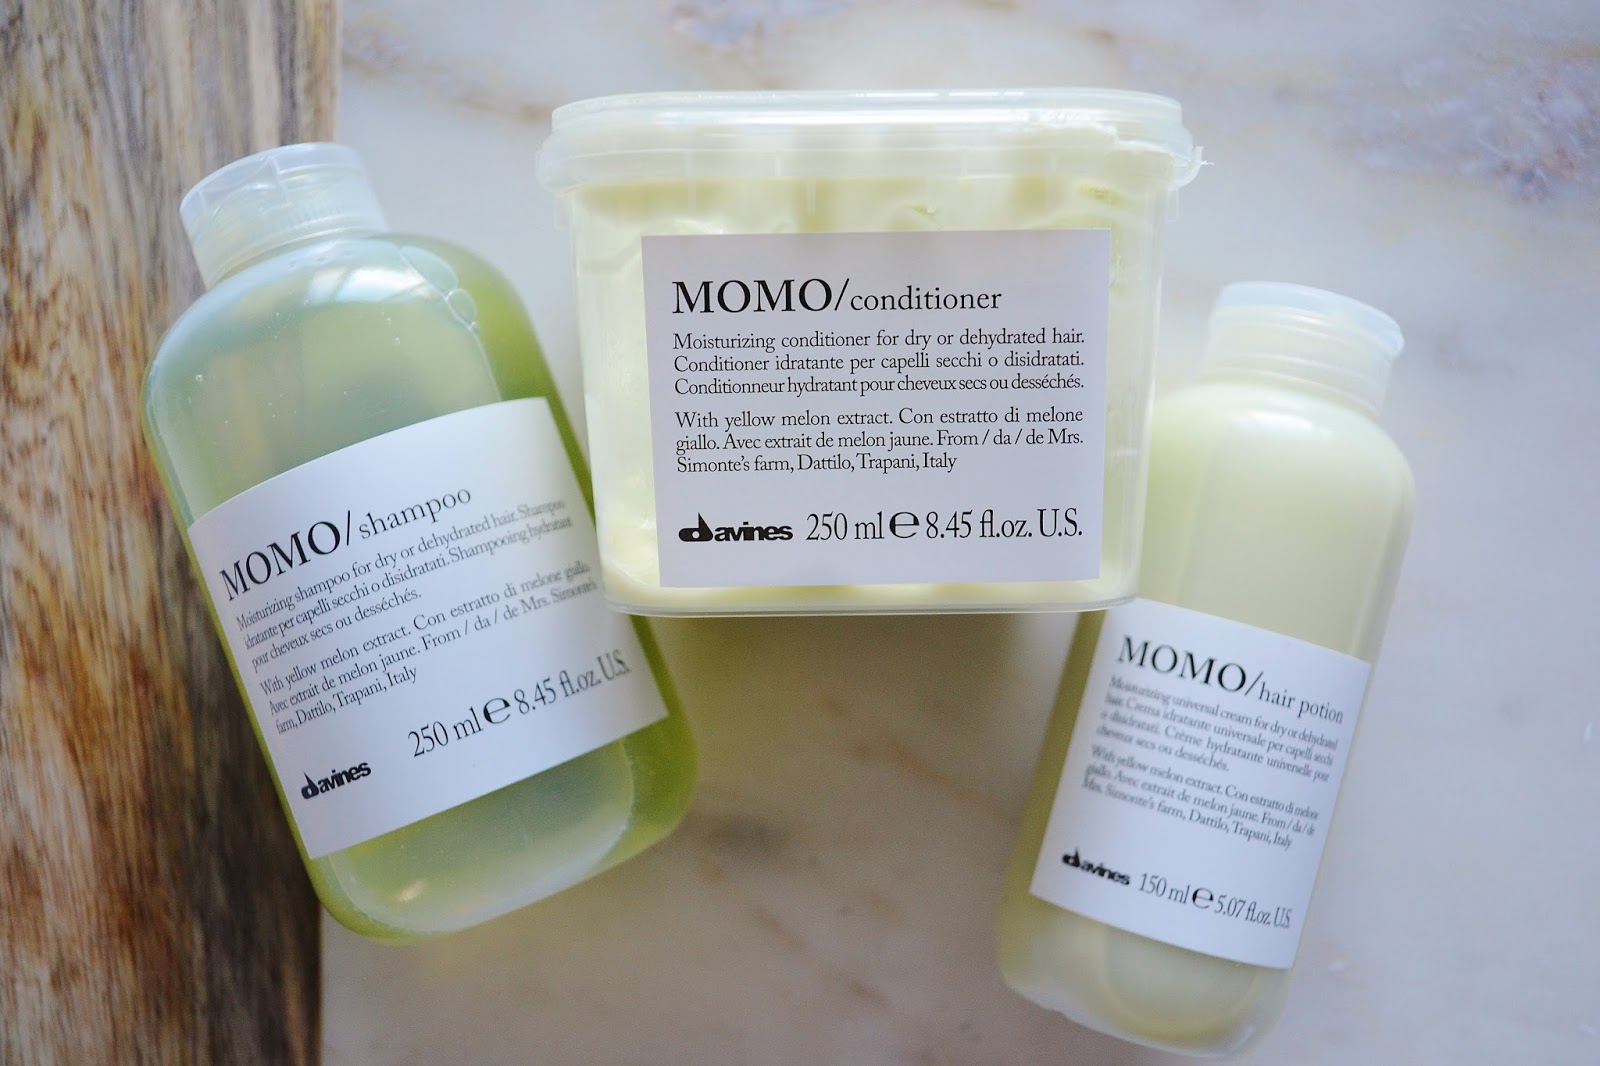 MOMO/shampoo
Moisturizing shampoo for dry or dehydrated hair. Shampoo
idratante per capelli secchi o disidratati. Shampooing hydratant
pour cheveux secs ou desséchés.
With yellow melon extract. Con estratto di melone giallo.
Avec extrait de melon jaune. From / da / de Mrs. Simonte's
farm, Dattilo, Trapani, Italy
250 ml ℮ 8.45 fl.oz. U.S.
davines
MOMO/conditioner
Moisturizing conditioner for dry or dehydrated hair.
Conditioner idratante per capelli secchi o disidratati.
Conditionneur hydratant pour cheveux secs ou desséchés.
With yellow melon extract. Con estratto di melone
giallo. Avec extrait de melon jaune. From / da / de Mrs.
Simonte's farm, Dattilo, Trapani, Italy
davines 250 ml ℮ 8.45 fl.oz. U.S.
MOMO/hair potion
Moisturizing universal cream for dry or dehydrated
hair. Crema idratante universale per capelli secchi
o disidratati. Crème hydratante universelle pour
cheveux secs ou desséchés.
With yellow melon extract. Con estratto di melone
giallo. Avec extrait de melon jaune. From / da / de
Mrs. Simonte's farm, Dattilo, Trapani, Italy
davines 150 ml ℮ 5.07 fl.oz. U.S.